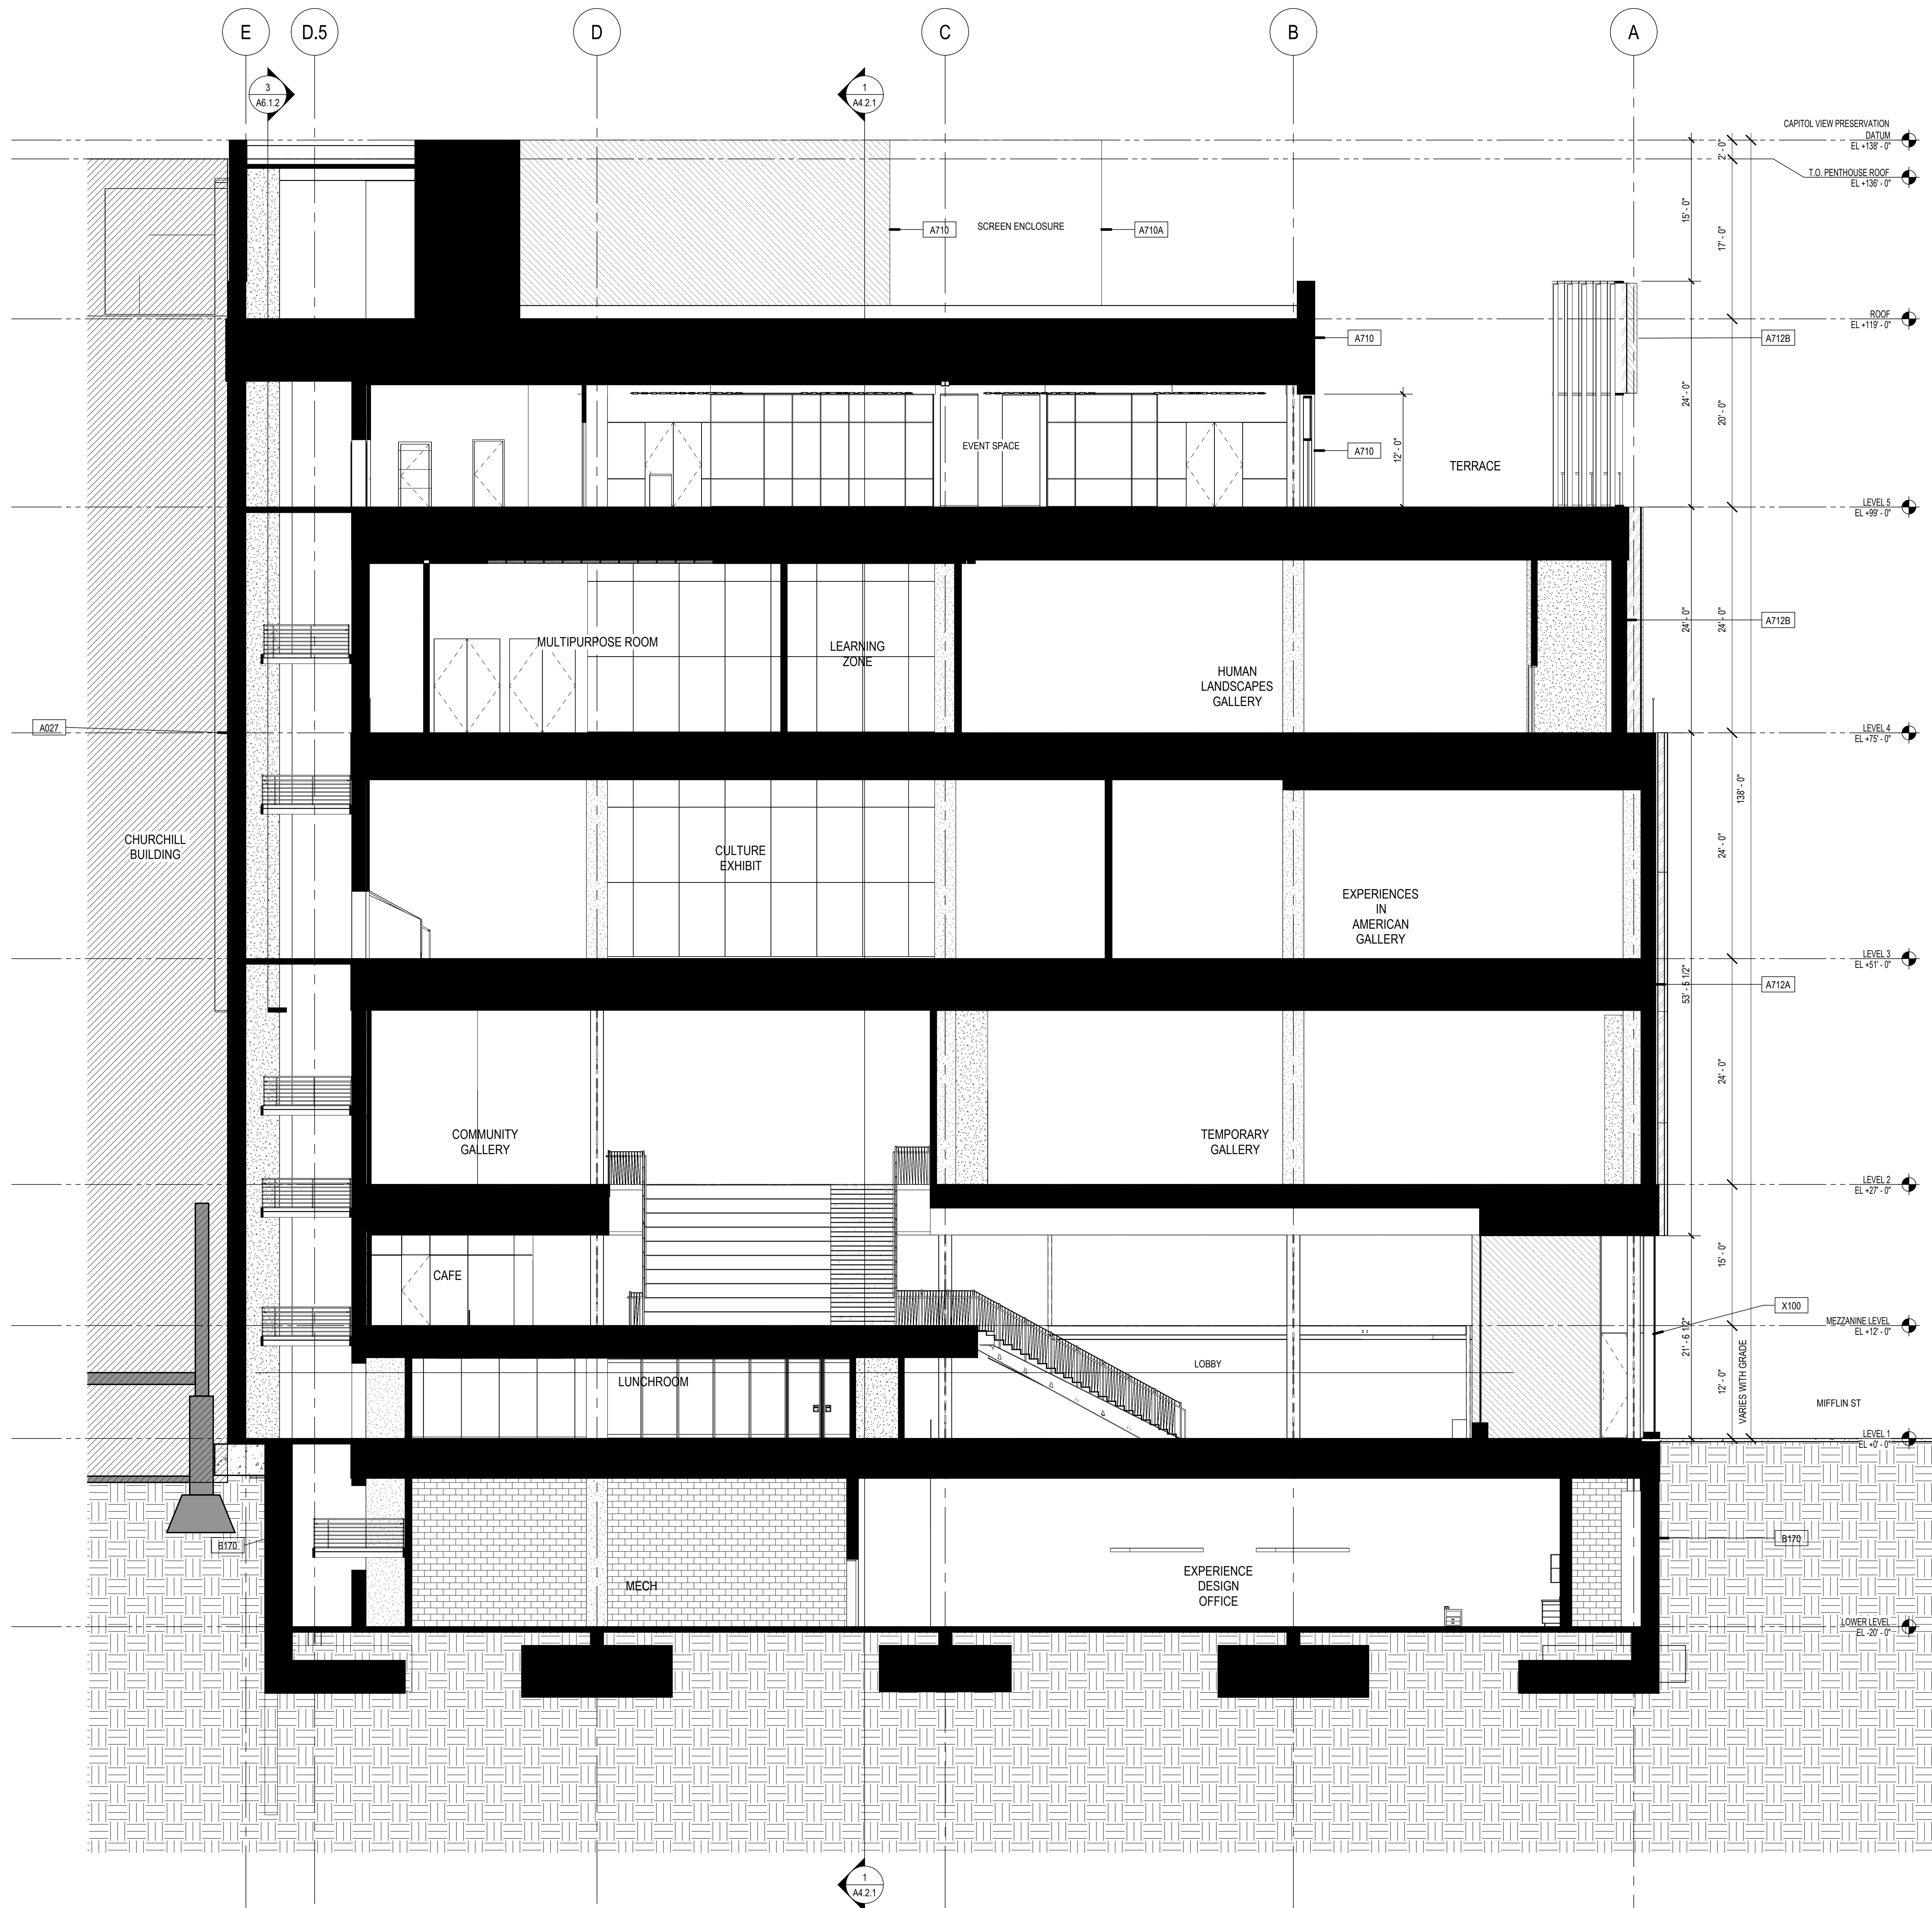 E
D.5
D
C
B
A
3
A6.1.2
1
A4.2.1
CAPITOL VIEW PRESERVATION
DATUM
EL +138' - 0"
2' - 0"
T.O. PENTHOUSE ROOF
EL +136' - 0"
15' - 0"
17' - 0"
A710
SCREEN ENCLOSURE
A710A
ROOF
EL +119' - 0"
A710
A712B
24' - 0"
20' - 0"
12' - 0"
EVENT SPACE
A710
TERRACE
LEVEL 5
EL +99' - 0"
MULTIPURPOSE ROOM
LEARNING
ZONE
HUMAN
LANDSCAPES
GALLERY
24' - 0"
24' - 0"
A712B
A027
LEVEL 4
EL +75' - 0"
138' - 0"
CHURCHILL
BUILDING
CULTURE
EXHIBIT
24' - 0"
EXPERIENCES
IN
AMERICAN
GALLERY
LEVEL 3
EL +51' - 0"
53' - 5 1/2"
A712A
24' - 0"
COMMUNITY
GALLERY
TEMPORARY
GALLERY
LEVEL 2
EL +27' - 0"
15' - 0"
CAFE
X100
MEZZANINE LEVEL
EL +12' - 0"
21' - 6 1/2"
LOBBY
LUNCHROOM
12' - 0"
VARIES WITH GRADE
MIFFLIN ST
LEVEL 1
EL +0' - 0"
B170
B170
MECH
EXPERIENCE
DESIGN
OFFICE
LOWER LEVEL
EL -20' - 0"
1
A4.2.1